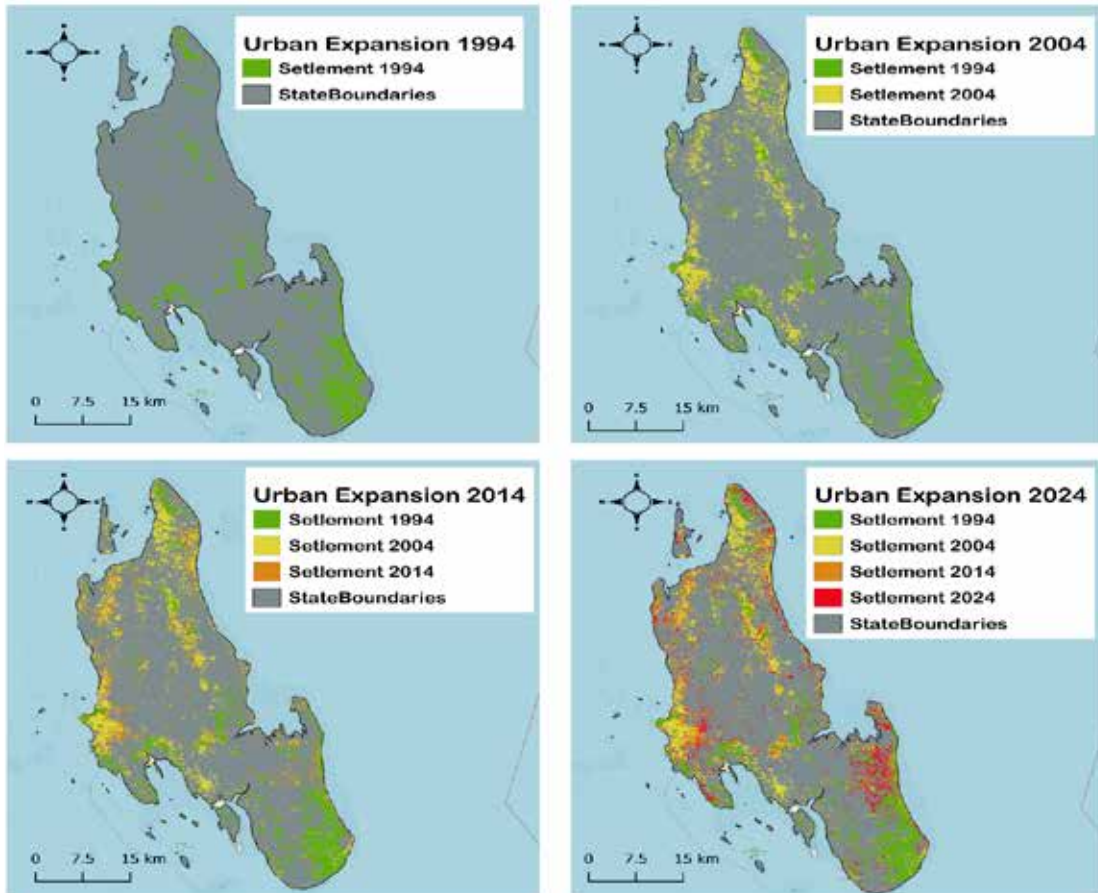 Urban Expansion 1994
Setlement 1994
StateBoundaries
0 7.5 15 km
Urban Expansion 2004
Setlement 1994
Setlement 2004
StateBoundaries
0 7.5 15 km
Urban Expansion 2014
Setlement 1994
Setlement 2004
Setlement 2014
StateBoundaries
0 7.5 15 km
Urban Expansion 2024
Setlement 1994
Setlement 2004
Setlement 2014
Setlement 2024
StateBoundaries
0 7.5 15 km